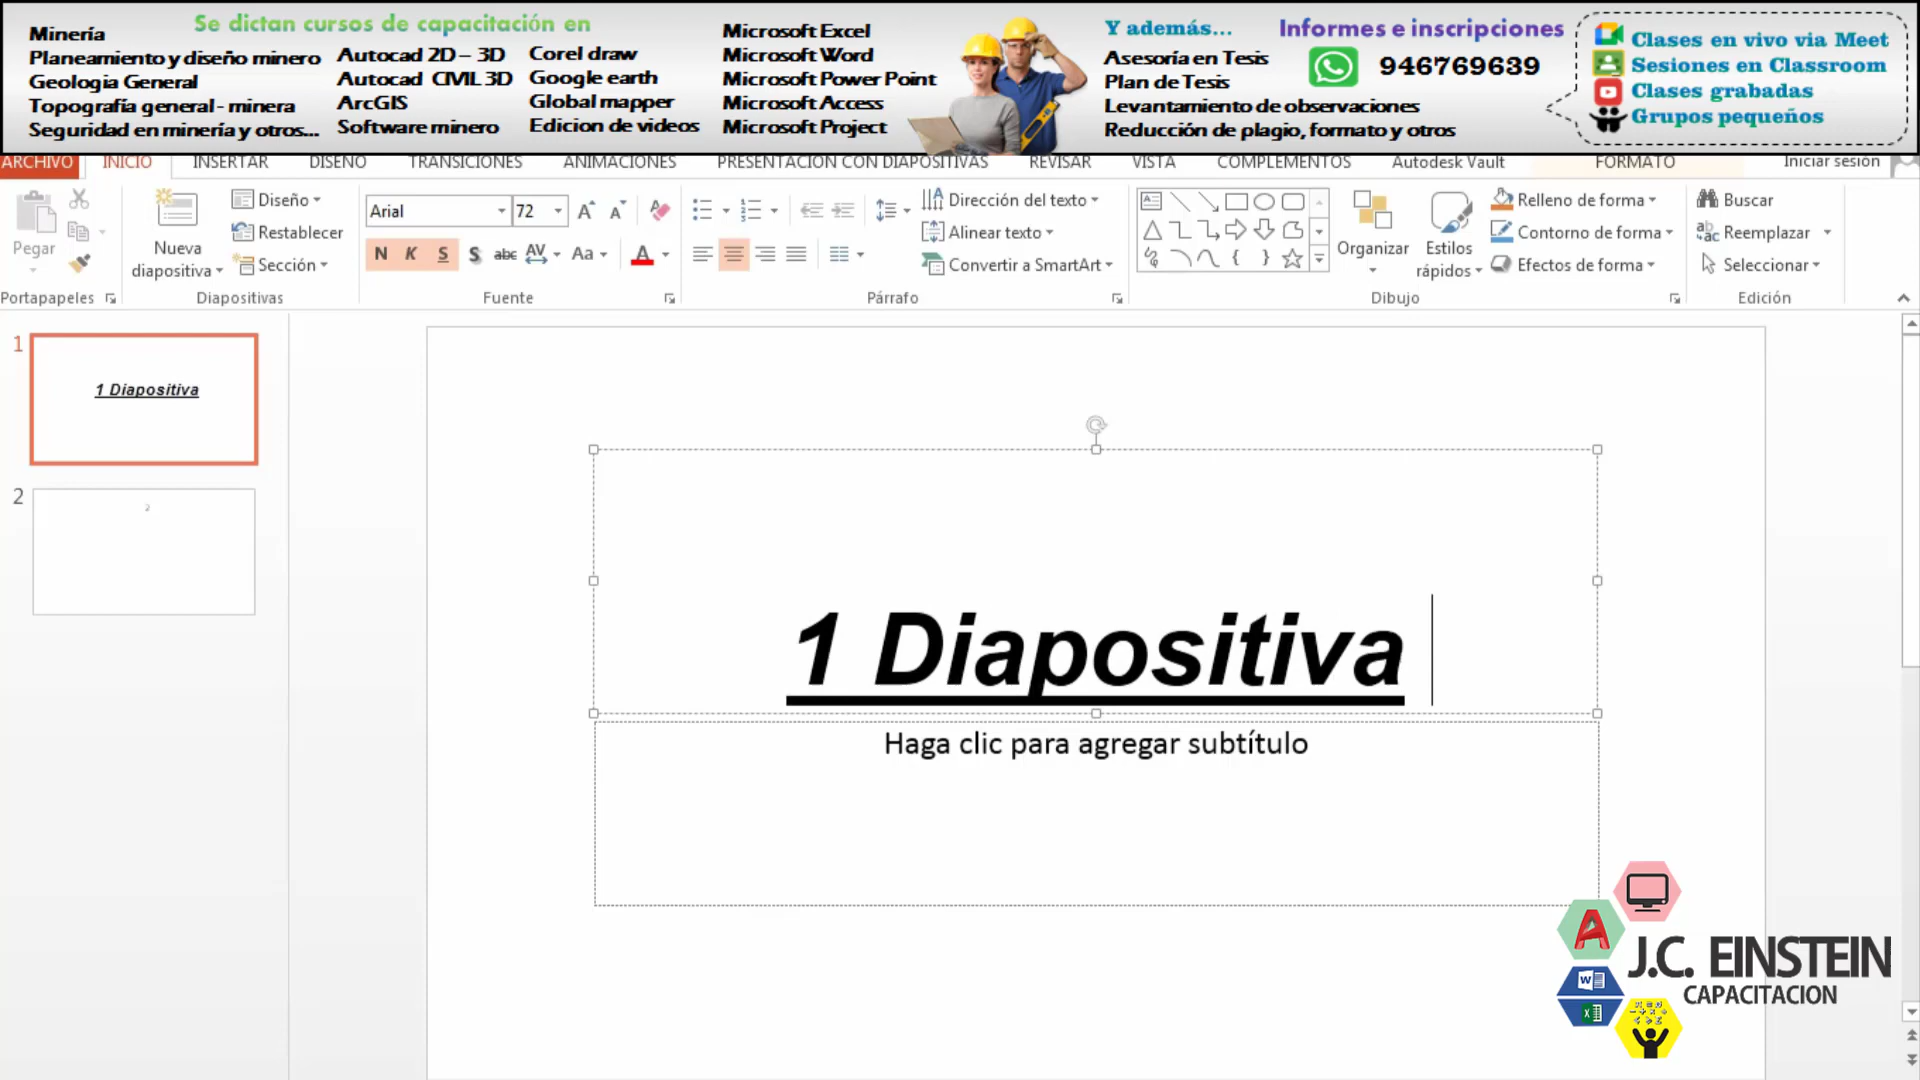 Se dictan cursos de capacitación en
Minería
Planeamiento y diseño minero
Geologia General
Topografía general - minera
Seguridad en minería y otros...
Autocad 2D – 3D
Autocad CIVIL 3D
ArcGIS
Software minero
Corel draw
Google earth
Global mapper
Edicion de videos
Microsoft Excel
Microsoft Word
Microsoft Power Point
Microsoft Access
Microsoft Project
Y además...
Asesoría en Tesis
Plan de Tesis
Levantamiento de observaciones
Reducción de plagio, formato y otros
Informes e inscripciones
946769639
Clases en vivo via Meet
Sesiones en Classroom
Clases grabadas
Grupos pequeños
ARCHIVO INICIO INSERTAR DISEÑO TRANSICIONES ANIMACIONES PRESENTACIÓN CON DIAPOSITIVAS REVISAR VISTA COMPLEMENTOS Autodesk Vault FORMATO Iniciar sesión
Pegar
Portapapeles
Nueva
diapositiva
Diseño
Restablecer
Sección
Diapositivas
Arial 72
N K S S abc AV Aa A
Fuente
Dirección del texto
Alinear texto
Convertir a SmartArt
Párrafo
Organizar
Estilos
rápidos
Relleno de forma
Contorno de forma
Efectos de forma
Dibujo
Buscar
Reemplazar
Seleccionar
Edición
1
1 Diapositiva
2
2
1 Diapositiva
Haga clic para agregar subtítulo
J.C. EINSTEIN
CAPACITACION